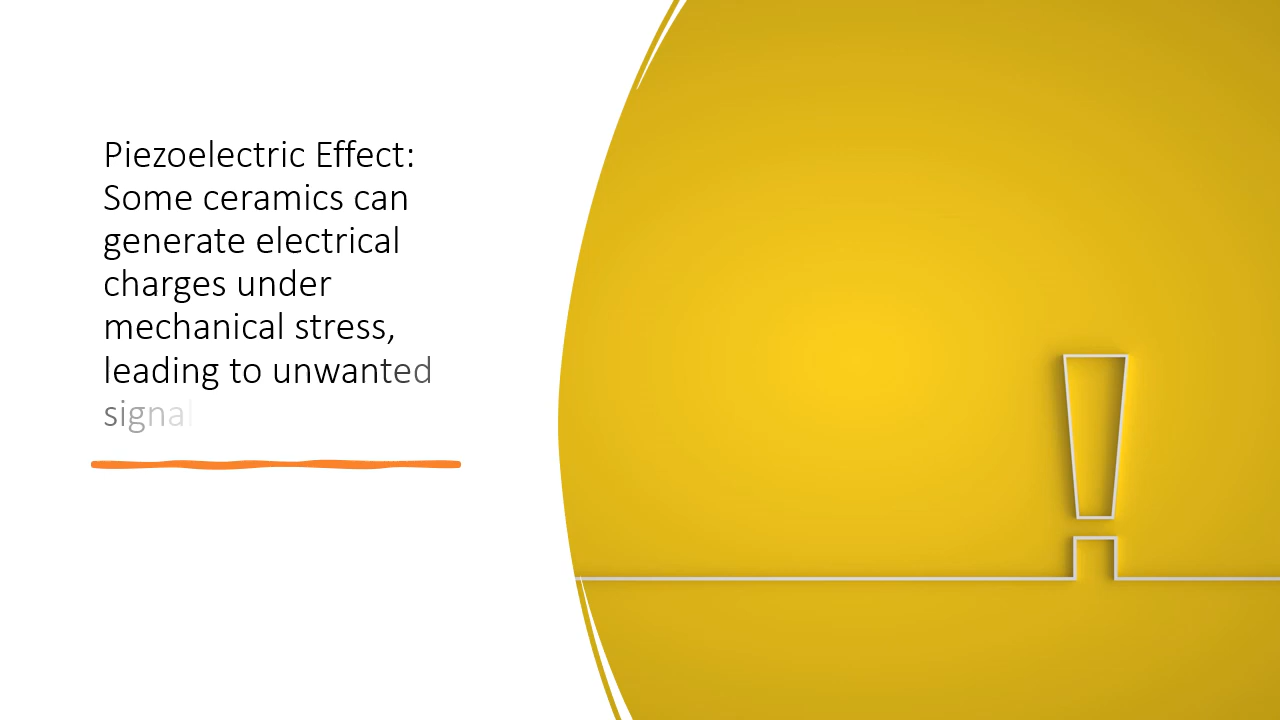 Piezoelectric Effect:
Some ceramics can
generate electrical
charges under
mechanical stress,
leading to unwanted
signal